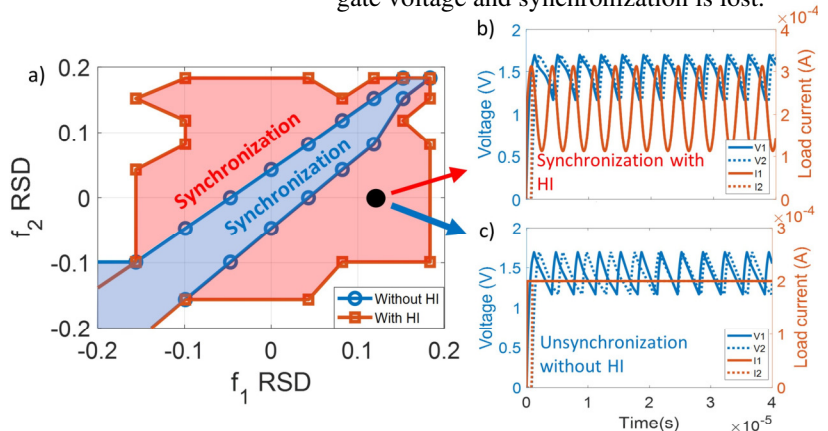 gate voltage and synchronization is lost.
a)
0.2
0.1
0
-0.1
-0.2
f2 RSD
-0.2
-0.1
0
0.1
0.2
f1 RSD
Synchronization
Synchronization
Without HI
With HI
b)
×10-4
2
1.5
1
0.5
0
Voltage (V)
4
3
2
1
0
Load current (A)
Synchronization with
HI
V1
V2
I1
I2
c)
×10-4
2
1.5
1
0.5
0
Voltage (V)
3
2
1
0
Load current (A)
Unsynchronization
without HI
V1
V2
I1
I2
0
1
2
3
4
Time(s)
×10-5